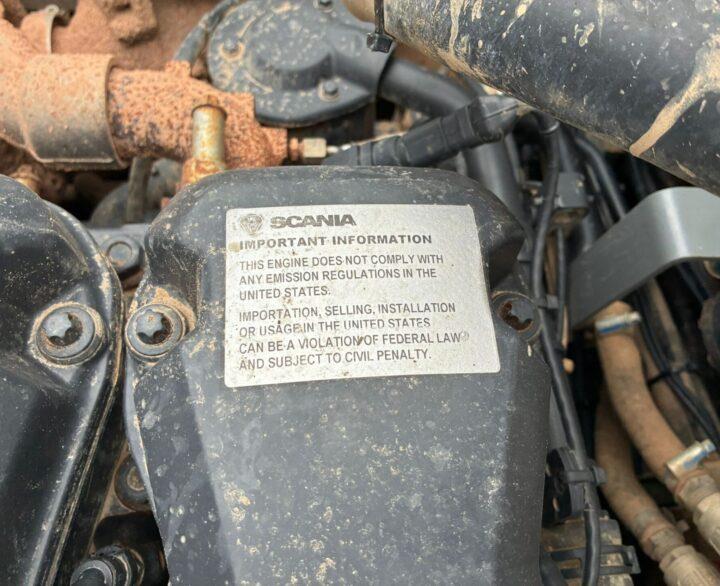 SCANIA
IMPORTANT INFORMATION
THIS ENGINE DOES NOT COMPLY WITH
ANY EMISSION REGULATIONS IN THE
UNITED STATES.
IMPORTATION, SELLING, INSTALLATION
OR USAGE IN THE UNITED STATES
CAN BE A VIOLATION OF FEDERAL LAW
AND SUBJECT TO CIVIL PENALTY.